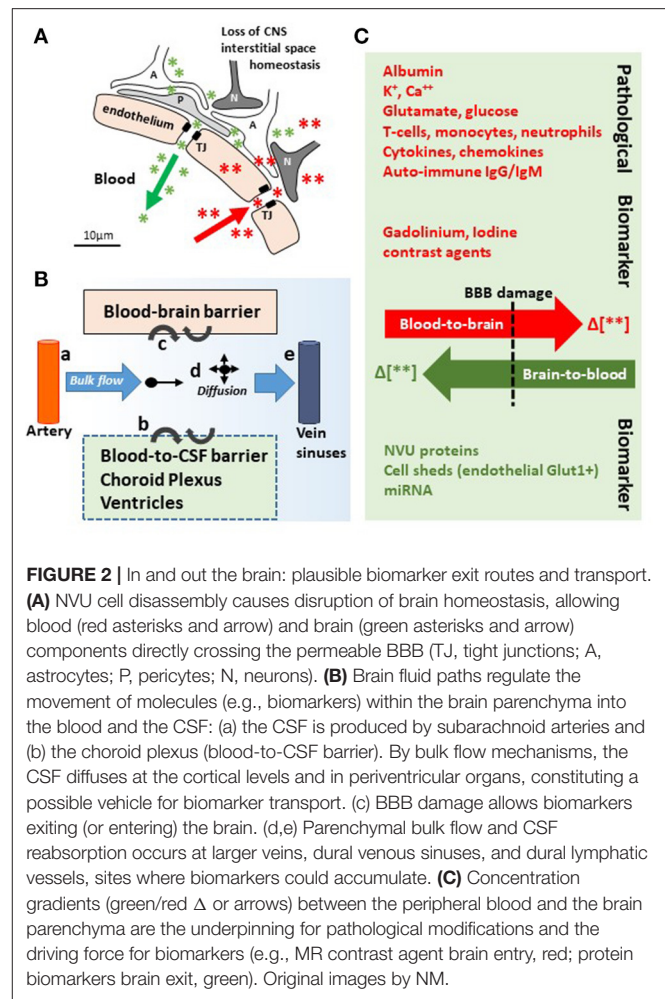 A
Loss of CNS
interstitial space
homeostasis
A
P
N
A
endothelium
TJ
N
Blood
TJ
10µm
B
Blood-brain barrier
a
c
e
Bulk flow
d
Diffusion
b
Artery
Vein
sinuses
Blood-to-CSF barrier
Choroid Plexus
Ventricles
C
Albumin
K⁺, Ca⁺⁺
Glutamate, glucose
T-cells, monocytes, neutrophils
Cytokines, chemokines
Auto-immune IgG/IgM
Pathological
Gadolinium, Iodine
contrast agents
Biomarker
BBB damage
Blood-to-brain
Δ[**]
Δ[**]
Brain-to-blood
NVU proteins
Cell sheds (endothelial Glut1+)
miRNA
Biomarker
FIGURE 2 | In and out the brain: plausible biomarker exit routes and transport.
(A) NVU cell disassembly causes disruption of brain homeostasis, allowing
blood (red asterisks and arrow) and brain (green asterisks and arrow)
components directly crossing the permeable BBB (TJ, tight junctions; A,
astrocytes; P, pericytes; N, neurons). (B) Brain fluid paths regulate the
movement of molecules (e.g., biomarkers) within the brain parenchyma into
the blood and the CSF: (a) the CSF is produced by subarachnoid arteries and
(b) the choroid plexus (blood-to-CSF barrier). By bulk flow mechanisms, the
CSF diffuses at the cortical levels and in periventricular organs, constituting a
possible vehicle for biomarker transport. (c) BBB damage allows biomarkers
exiting (or entering) the brain. (d,e) Parenchymal bulk flow and CSF
reabsorption occurs at larger veins, dural venous sinuses, and dural lymphatic
vessels, sites where biomarkers could accumulate. (C) Concentration
gradients (green/red Δ or arrows) between the peripheral blood and the brain
parenchyma are the underpinning for pathological modifications and the
driving force for biomarkers (e.g., MR contrast agent brain entry, red; protein
biomarkers brain exit, green). Original images by NM.